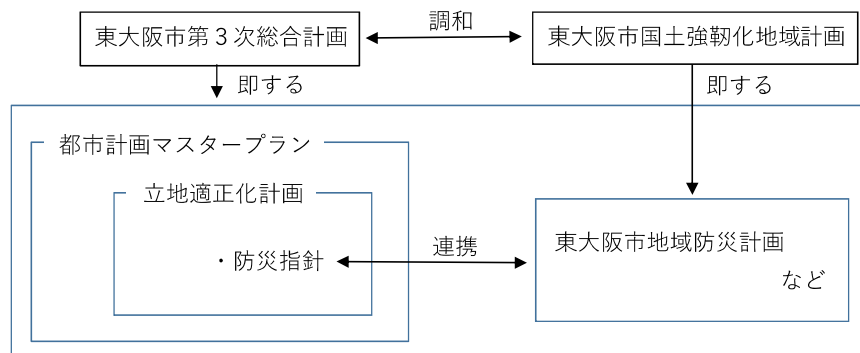 東大阪市第3次総合計画
調和
東大阪市国土強靭化地域計画
即する
即する
都市計画マスタープラン
立地適正化計画
・防災指針
連携
東大阪市地域防災計画
など